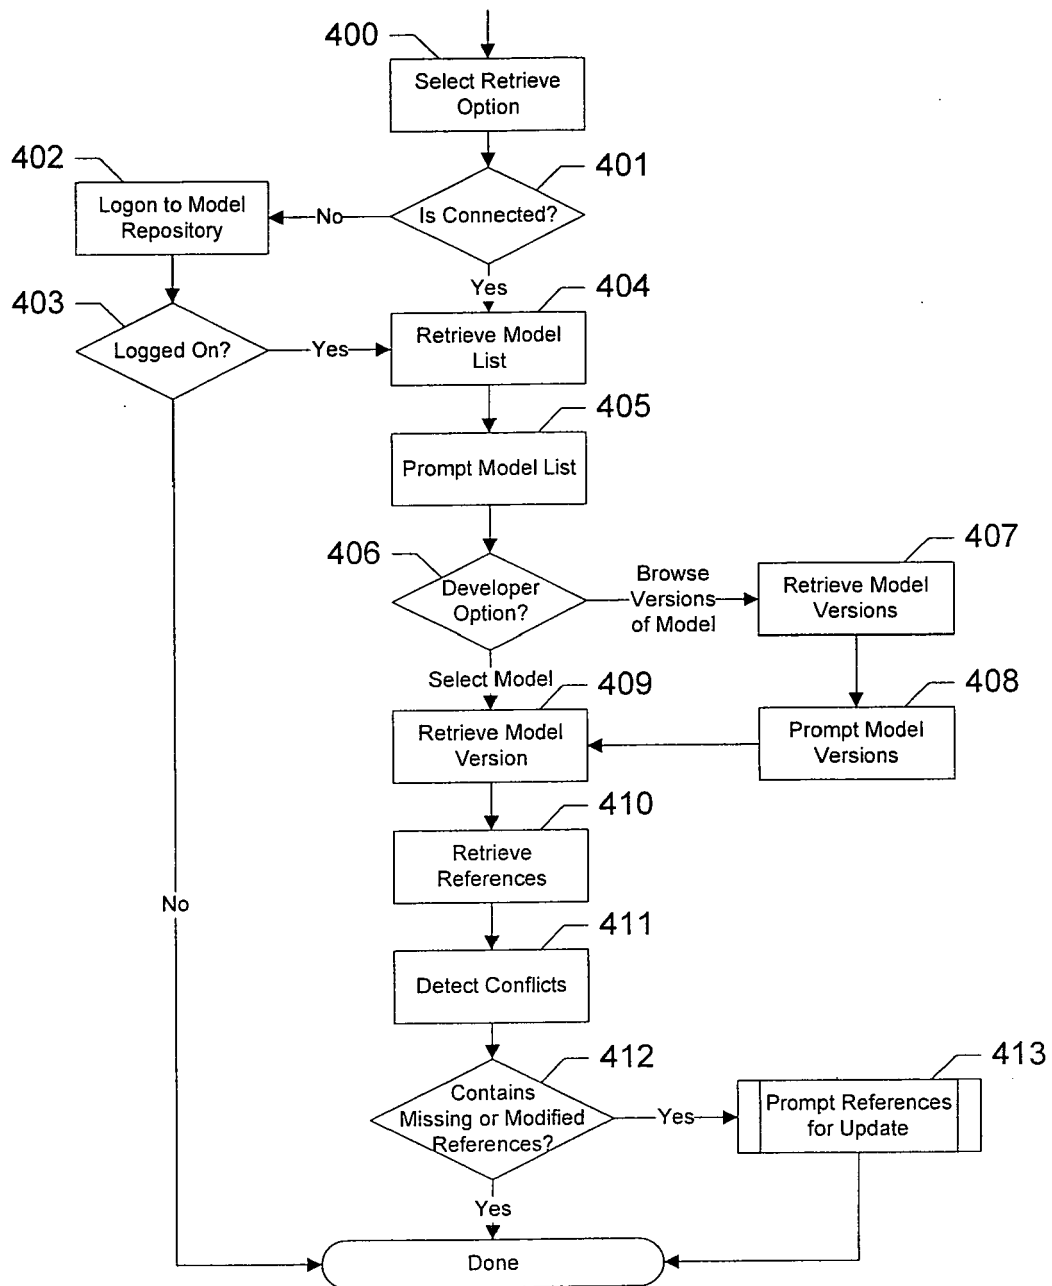 400
Select Retrieve
Option
401
Is Connected?
402
Logon to Model
Repository
No
Yes
403
Logged On?
Yes
404
Retrieve Model
List
405
Prompt Model List
406
Developer
Option?
Browse
Versions
of Model
407
Retrieve Model
Versions
Select Model
408
Prompt Model
Versions
409
Retrieve Model
Version
410
Retrieve
References
No
411
Detect Conflicts
412
Contains
Missing or Modified
References?
Yes
413
Prompt References
for Update
Yes
Done